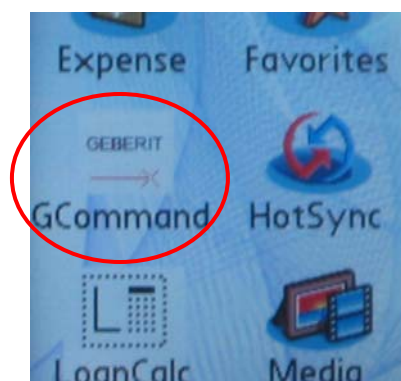 Expense Favorites
GEBERIT
GCommand HotSync
LoanCalc Media